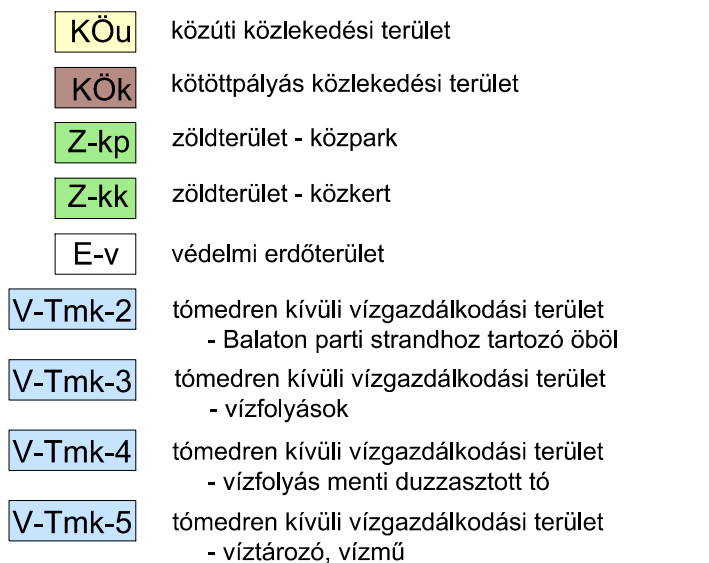 KÖu közúti közlekedési terület
KÖk kötöttpályás közlekedési terület
Z-kp zöldterület - közpark
Z-kk zöldterület - közkert
E-v védelmi erdőterület
V-Tmk-2 tómedren kívüli vízgazdálkodási terület
- Balaton parti strandhoz tartozó öböl
V-Tmk-3 tómedren kívüli vízgazdálkodási terület
- vízfolyások
V-Tmk-4 tómedren kívüli vízgazdálkodási terület
- vízfolyás menti duzzasztott tó
V-Tmk-5 tómedren kívüli vízgazdálkodási terület
- víztározó, vízmű